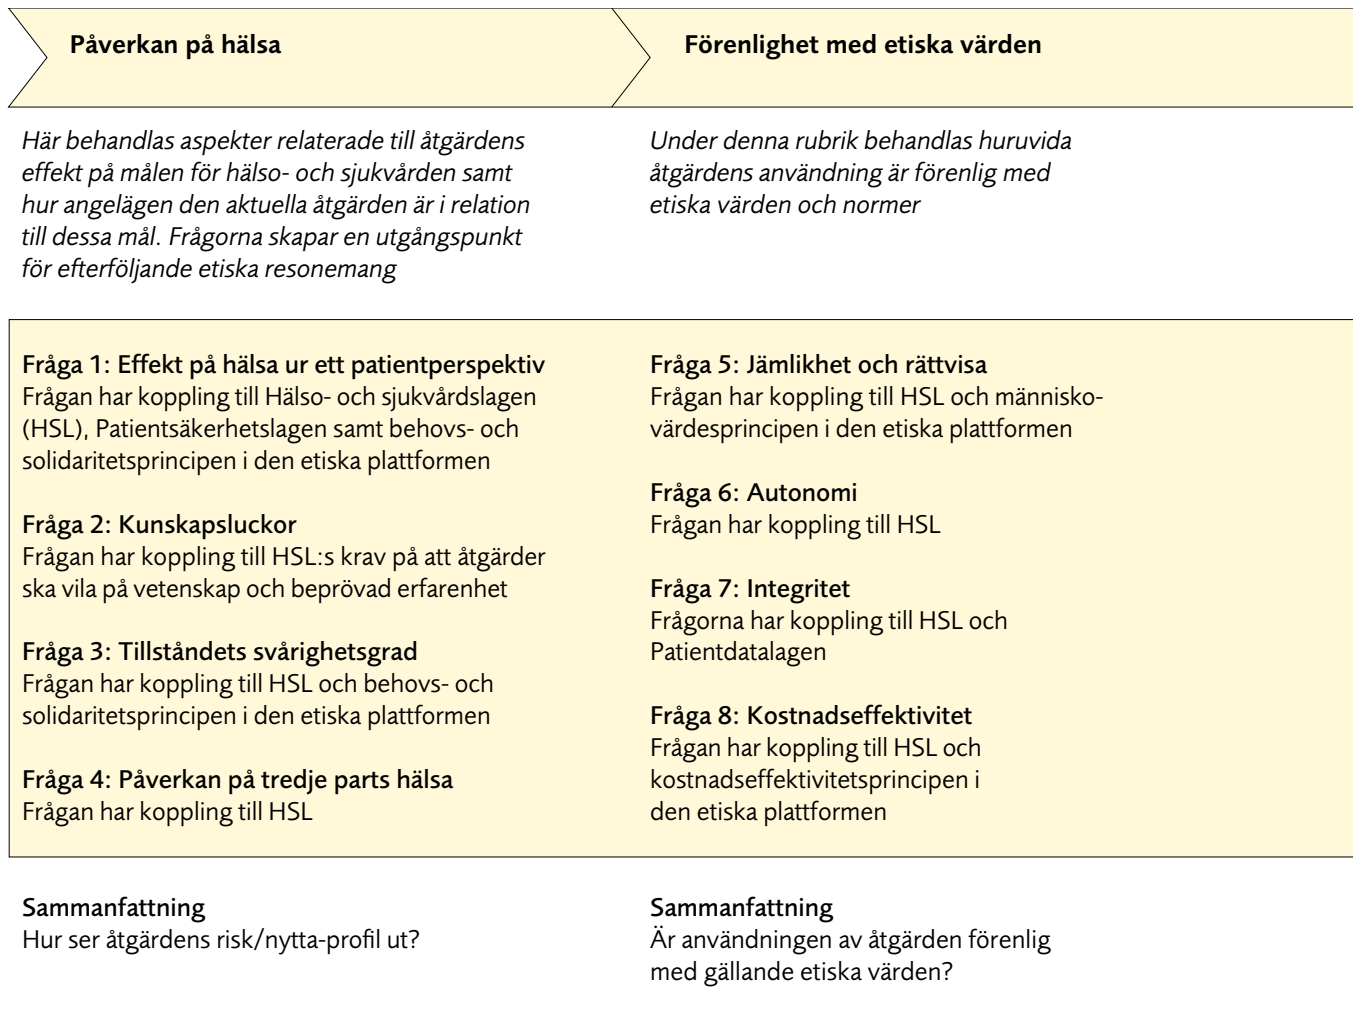 Påverkan på hälsa
Här behandlas aspekter relaterade till åtgärdens
effekt på målen för hälso- och sjukvården samt
hur angelägen den aktuella åtgärden är i relation
till dessa mål. Frågorna skapar en utgångspunkt
för efterföljande etiska resonemang
Fråga 1: Effekt på hälsa ur ett patientperspektiv
Frågan har koppling till Hälso- och sjukvårdslagen
(HSL), Patientsäkerhetslagen samt behovs- och
solidaritetsprincipen i den etiska plattformen
Fråga 2: Kunskapsluckor
Frågan har koppling till HSL:s krav på att åtgärder
ska vila på vetenskap och beprövad erfarenhet
Fråga 3: Tillståndets svårighetsgrad
Frågan har koppling till HSL och behovs- och
solidaritetsprincipen i den etiska plattformen
Fråga 4: Påverkan på tredje parts hälsa
Frågan har koppling till HSL
Sammanfattning
Hur ser åtgärdens risk/nytta-profil ut?
Förenlighet med etiska värden
Under denna rubrik behandlas huruvida
åtgärdens användning är förenlig med
etiska värden och normer
Fråga 5: Jämlikhet och rättvisa
Frågan har koppling till HSL och människo-
värdesprincipen i den etiska plattformen
Fråga 6: Autonomi
Frågan har koppling till HSL
Fråga 7: Integritet
Frågorna har koppling till HSL och
Patientdatalagen
Fråga 8: Kostnadseffektivitet
Frågan har koppling till HSL och
kostnadseffektivitetsprincipen i
den etiska plattformen
Sammanfattning
Är användningen av åtgärden förenlig
med gällande etiska värden?